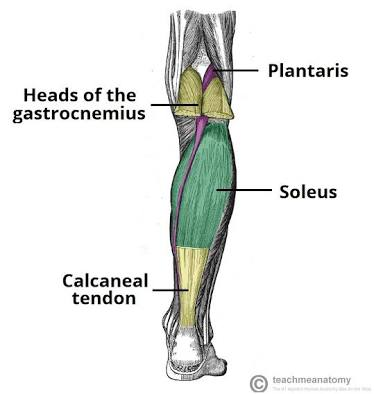 Plantaris
Heads of the
gastrocnemius
Soleus
Calcaneal
tendon
© teachmeanatomy